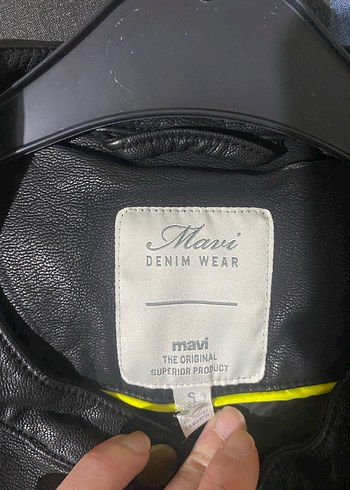 Mavi
DENIM WEAR
mavi
THE ORIGINAL
SUPERIOR PRODUCT
S